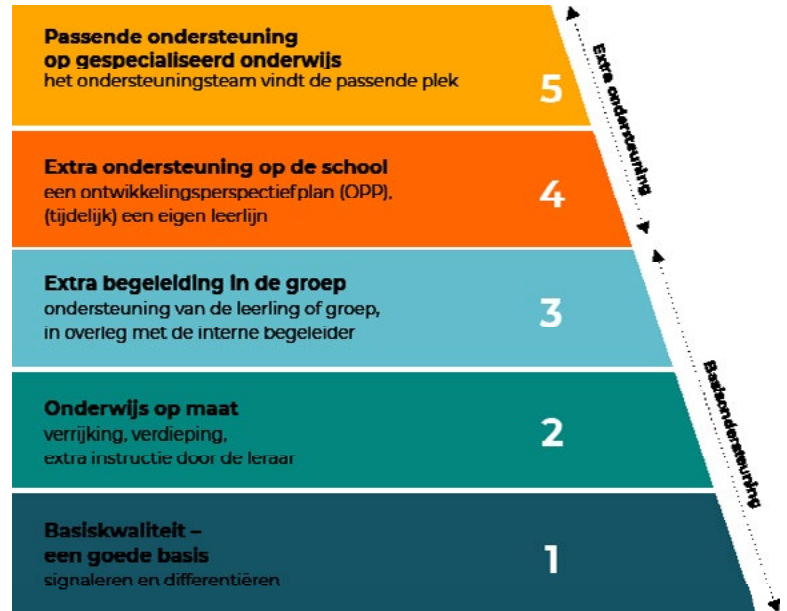 Passende ondersteuning
op gespecialiseerd onderwijs
het ondersteuningsteam vindt de passende plek
5
Extra ondersteuning op de school
een ontwikkelingsperspectiefplan (OPP),
(tijdelijk) een eigen leerlijn
4
Extra ondersteuning
Extra begeleiding in de groep
ondersteuning van de leerling of groep,
in overleg met de interne begeleider
3
Onderwijs op maat
verrijking, verdieping,
extra instructie door de leraar
2
Basiskwaliteit –
een goede basis
signaleren en differentiëren
1
Basisondersteuning